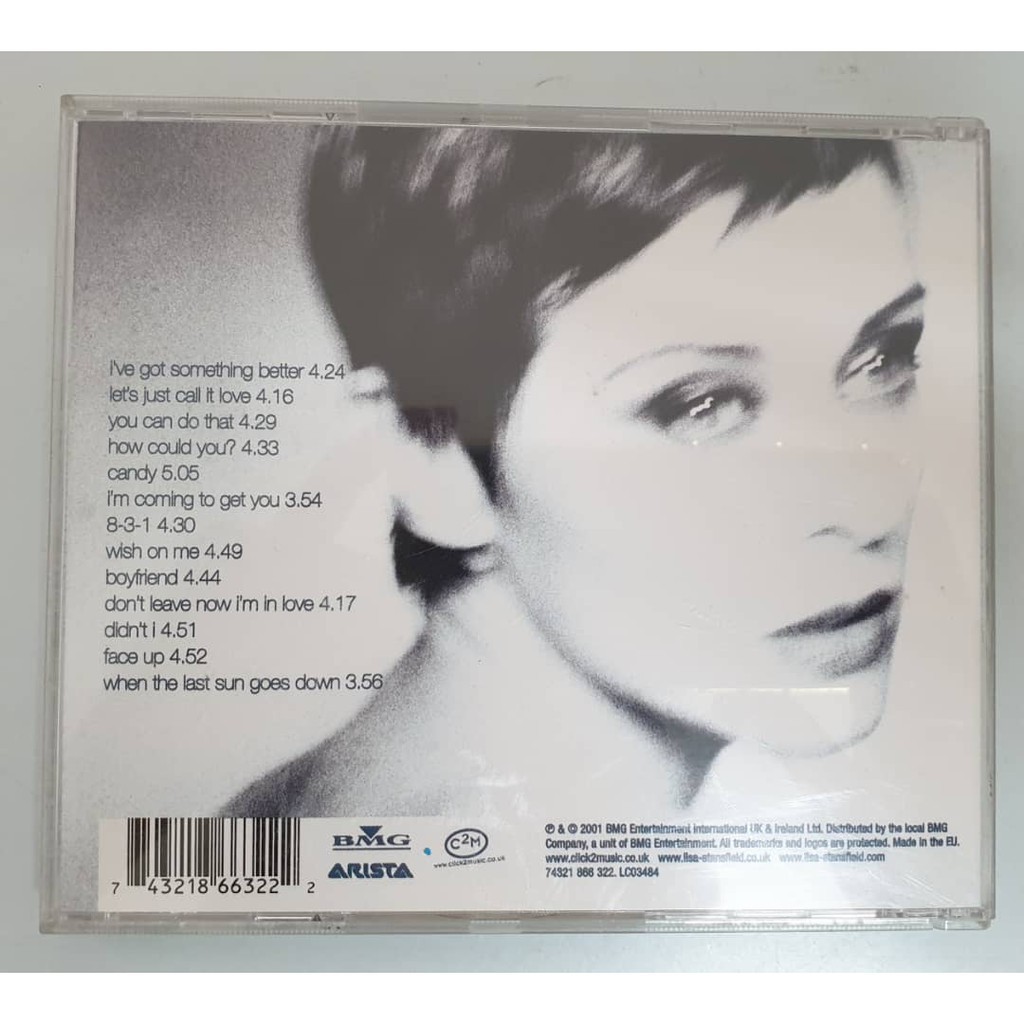 i've got something better 4.24
let's just call it love 4.16
you can do that 4.29
how could you? 4.33
candy 5.05
i'm coming to get you 3.54
8-3-1 4.30
wish on me 4.49
boyfriend 4.44
don't leave now i'm in love 4.17
didn't i 4.51
face up 4.52
when the last sun goes down 3.56
7 43218 66322 2
BMG
ARISTA
C2M
www.click2music.co.uk
℗ & © 2001 BMG Entertainment International UK & Ireland Ltd. Distributed by the local BMG
Company, a unit of BMG Entertainment. All trademarks and logos are protected. Made in the EU.
www.click2music.co.uk www.lisa-stansfield.co.uk www.lisa-stansfield.com
74321 866 322. LC03484